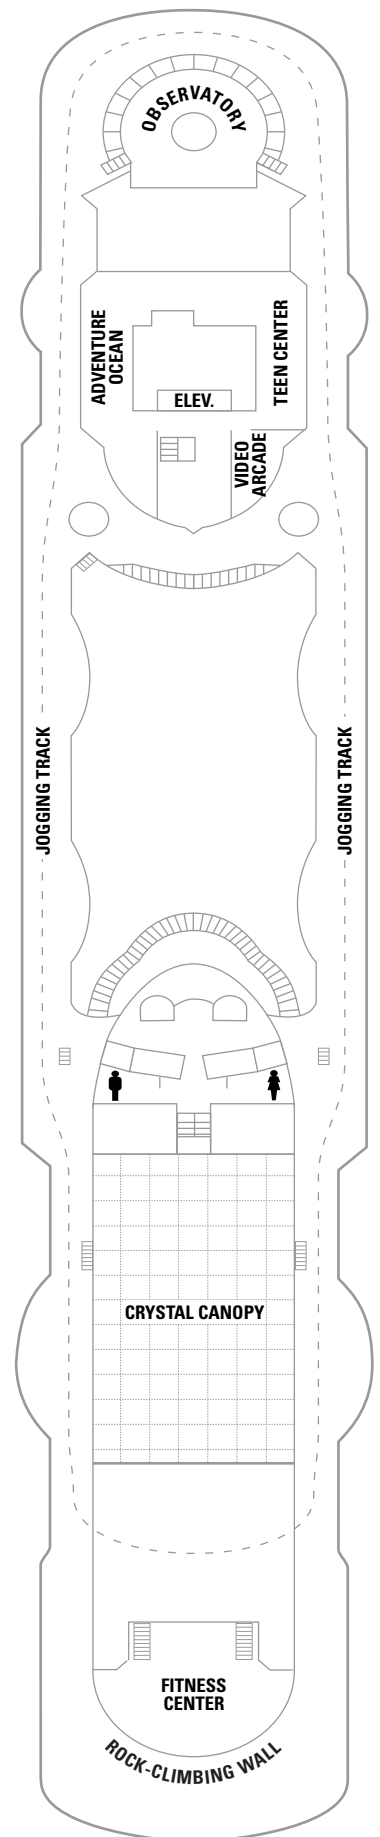 OBSERVATORY
ADVENTURE
OCEAN
TEEN CENTER
ELEV.
VIDEO
ARCADE
JOGGING TRACK
JOGGING TRACK
CRYSTAL CANOPY
FITNESS
CENTER
ROCK-CLIMBING WALL